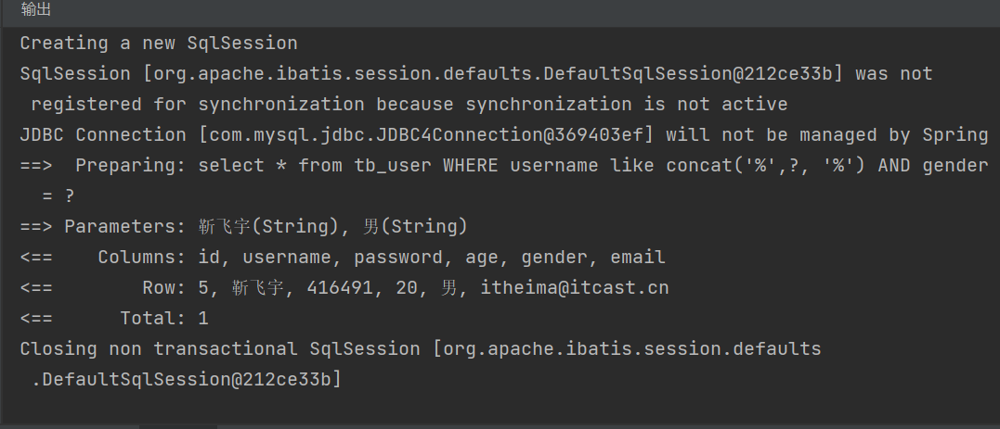 输出
Creating a new SqlSession
SqlSession [org.apache.ibatis.session.defaults.DefaultSqlSession@212ce33b] was not
registered for synchronization because synchronization is not active
JDBC Connection [com.mysql.jdbc.JDBC4Connection@369403ef] will not be managed by Spring
==>  Preparing: select * from tb_user WHERE username like concat('%',?, '%') AND gender
= ?
==> Parameters: 靳飞宇(String), 男(String)
<==    Columns: id, username, password, age, gender, email
<==        Row: 5, 靳飞宇, 416491, 20, 男, itheima@itcast.cn
<==      Total: 1
Closing non transactional SqlSession [org.apache.ibatis.session.defaults
.DefaultSqlSession@212ce33b]